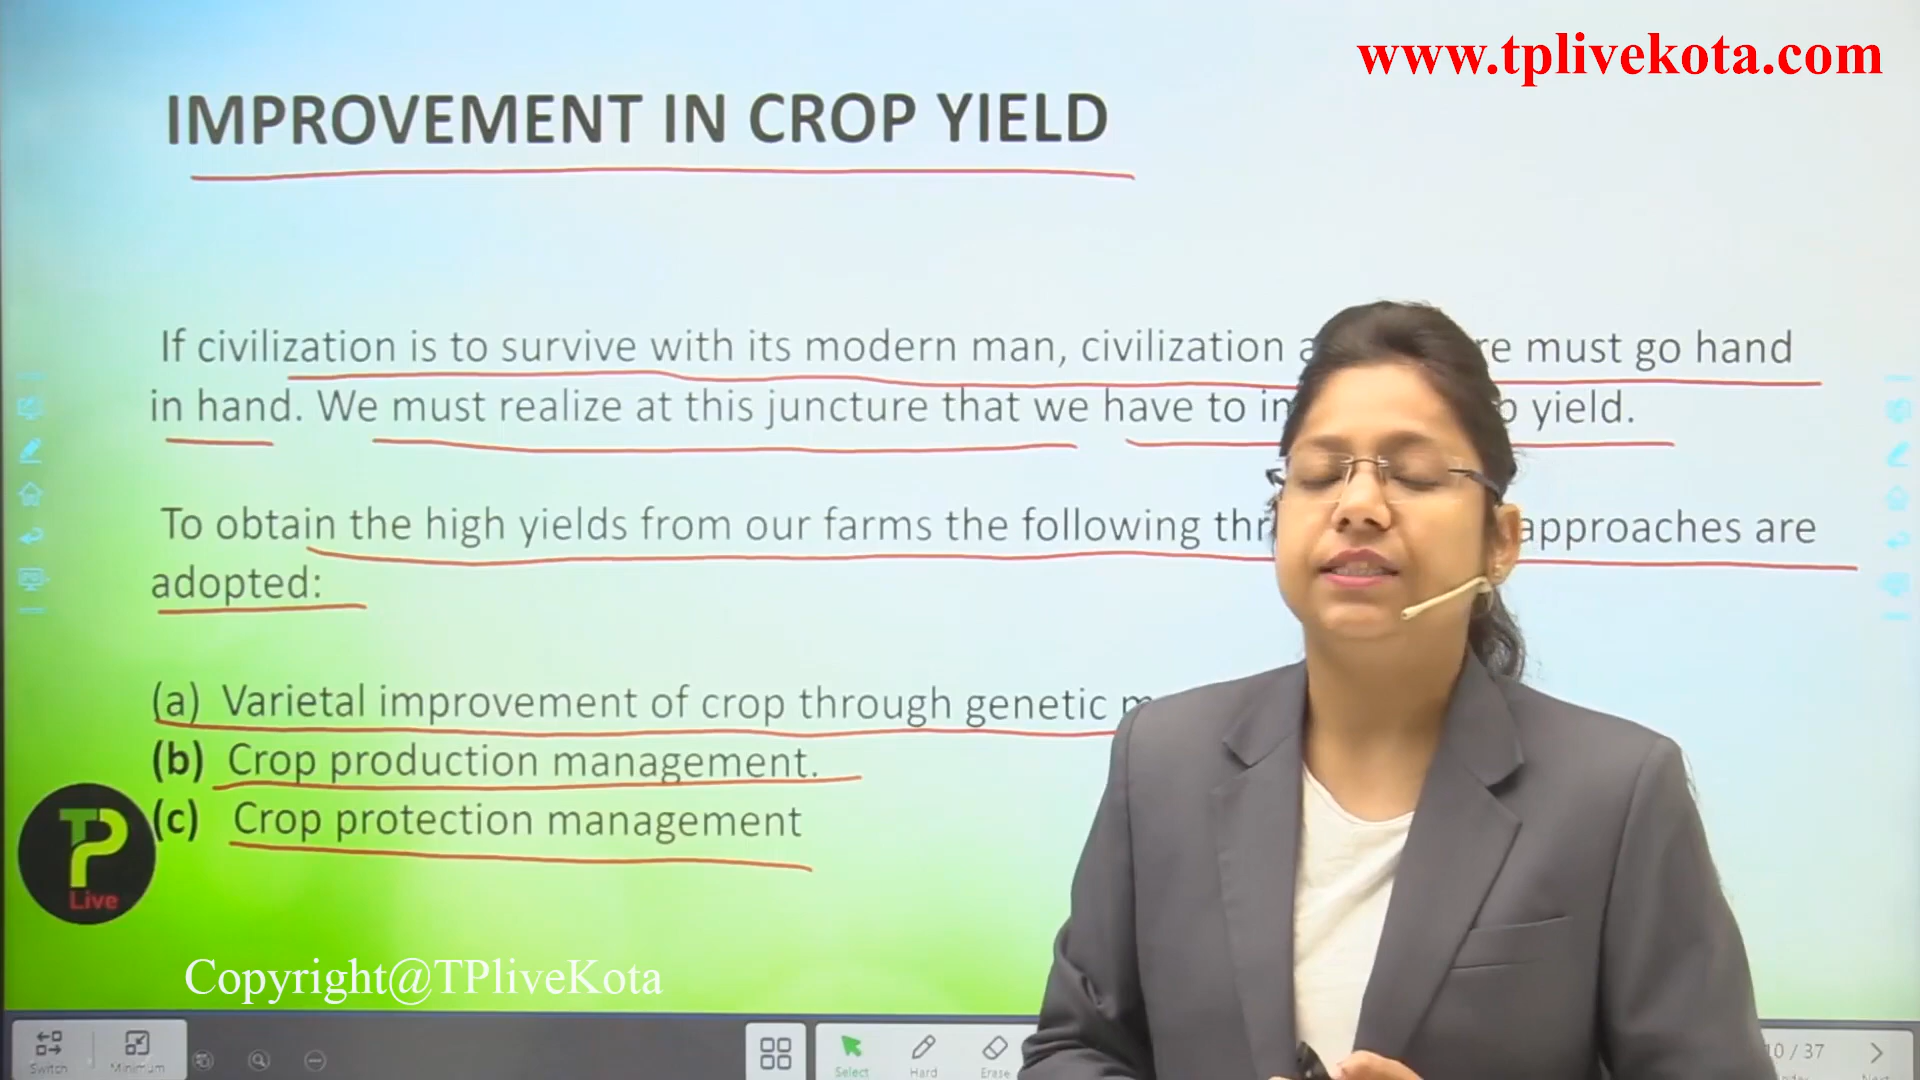 www.tplivekota.com
IMPROVEMENT IN CROP YIELD
If civilization is to survive with its modern man, civilization must go hand
in hand. We must realize at this juncture that we have to yield.
To obtain the high yields from our farms the following approaches are
adopted:
(a) Varietal improvement of crop through genetic
(b) Crop production management.
(c) Crop protection management
TP
Live
Copyright@TPliveKota
Switch
Minimum
Select
Hard
Erase
10 / 37